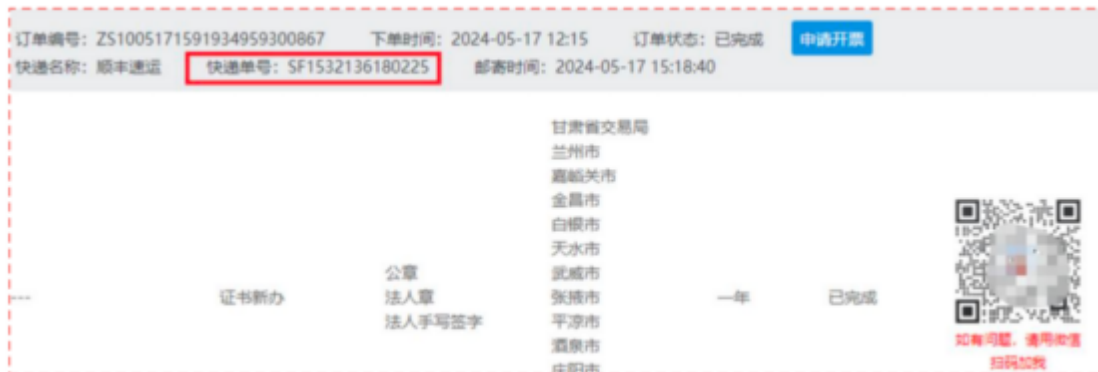 订单编号：ZS1005171591934959300867 下单时间：2024-05-17 12:15 订单状态：已完成 申请开票
快递名称：顺丰速运 快递单号：SF1532136180225 邮寄时间：2024-05-17 15:18:40
甘肃省交易局
兰州市
嘉峪关市
金昌市
白银市
天水市
公章 武威市
--- 证书新办 法人章 张掖市 一年 已完成
法人手写签字 平凉市
酒泉市
庆阳市
如有问题，请用微信
扫码加我